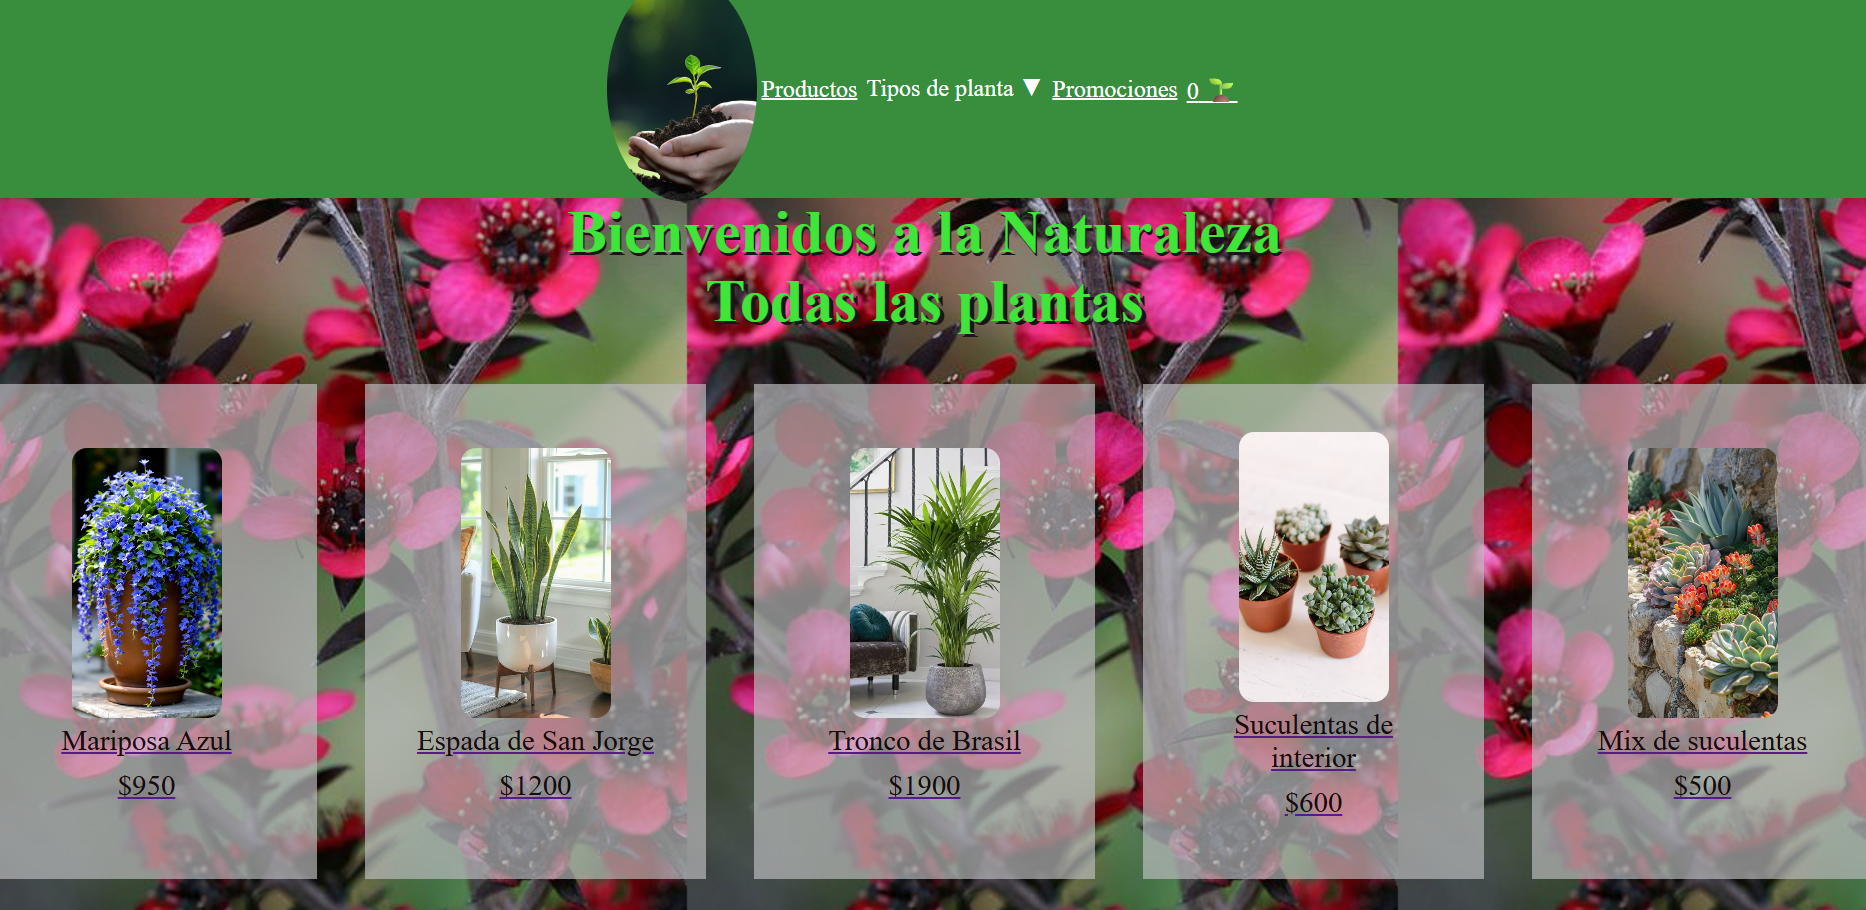 Productos Tipos de planta ▼ Promociones 0 🌱
Bienvenidos a la Naturaleza
Todas las plantas
Mariposa Azul
$950
Espada de San Jorge
$1200
Tronco de Brasil
$1900
Suculentas de
interior
$600
Mix de suculentas
$500